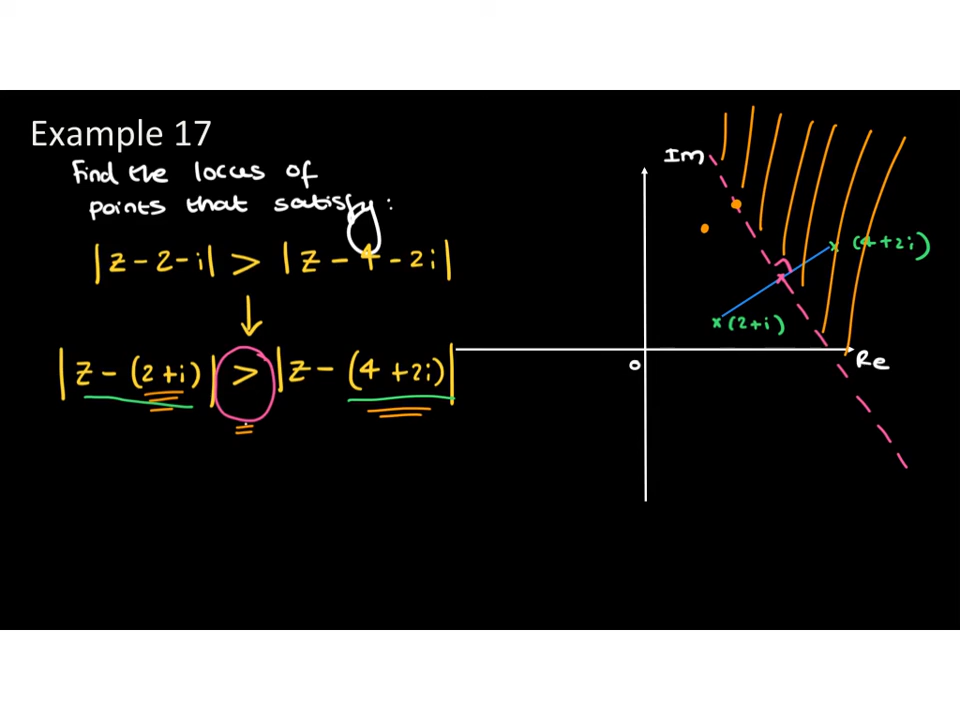 Example 17
Find the locus of
points that satisfy:
|z - 2 - i| > |z - 4 - 2i|
|z - (2 + i)| > |z - (4 + 2i)|
Im
(4+2i)
(2+i)
0
Re